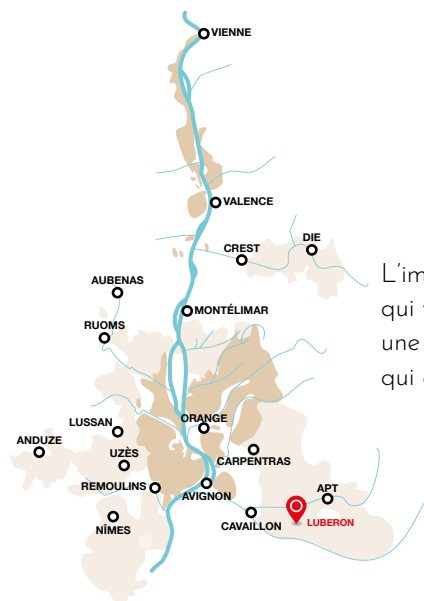 VIENNE
VALENCE
DIE
CREST
AUBENAS
MONTÉLIMAR
RUOMS
L'im
qui
une
qui
ORANGE
LUSSAN
ANDUZE
UZÈS
CARPENTRAS
REMOULINS
AVIGNON
APT
CAVAILLON
LUBERON
NÎMES